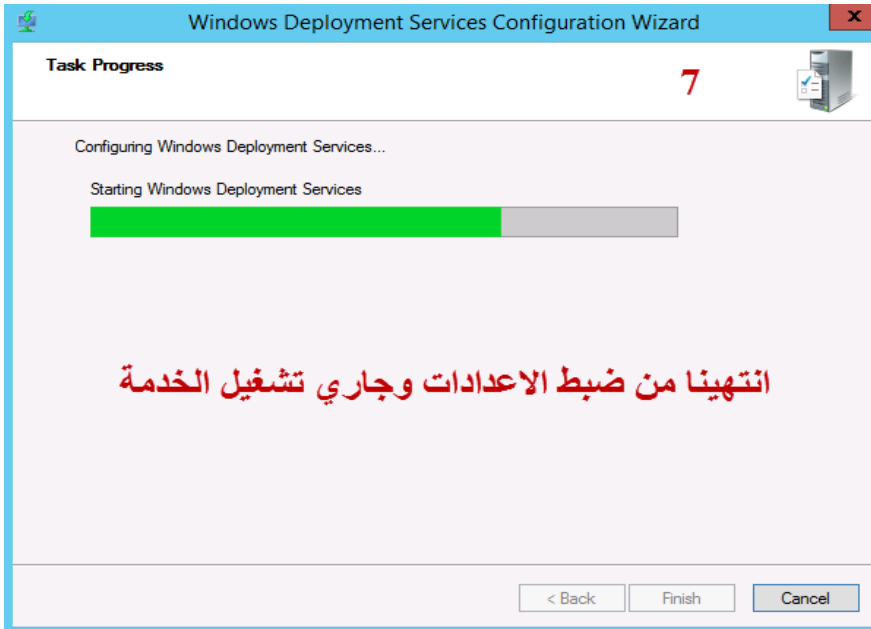 Windows Deployment Services Configuration Wizard
x
Task Progress
7
Configuring Windows Deployment Services...
Starting Windows Deployment Services
انتهينا من ضبط الاعدادات وجاري تشغيل الخدمة
< Back Finish Cancel